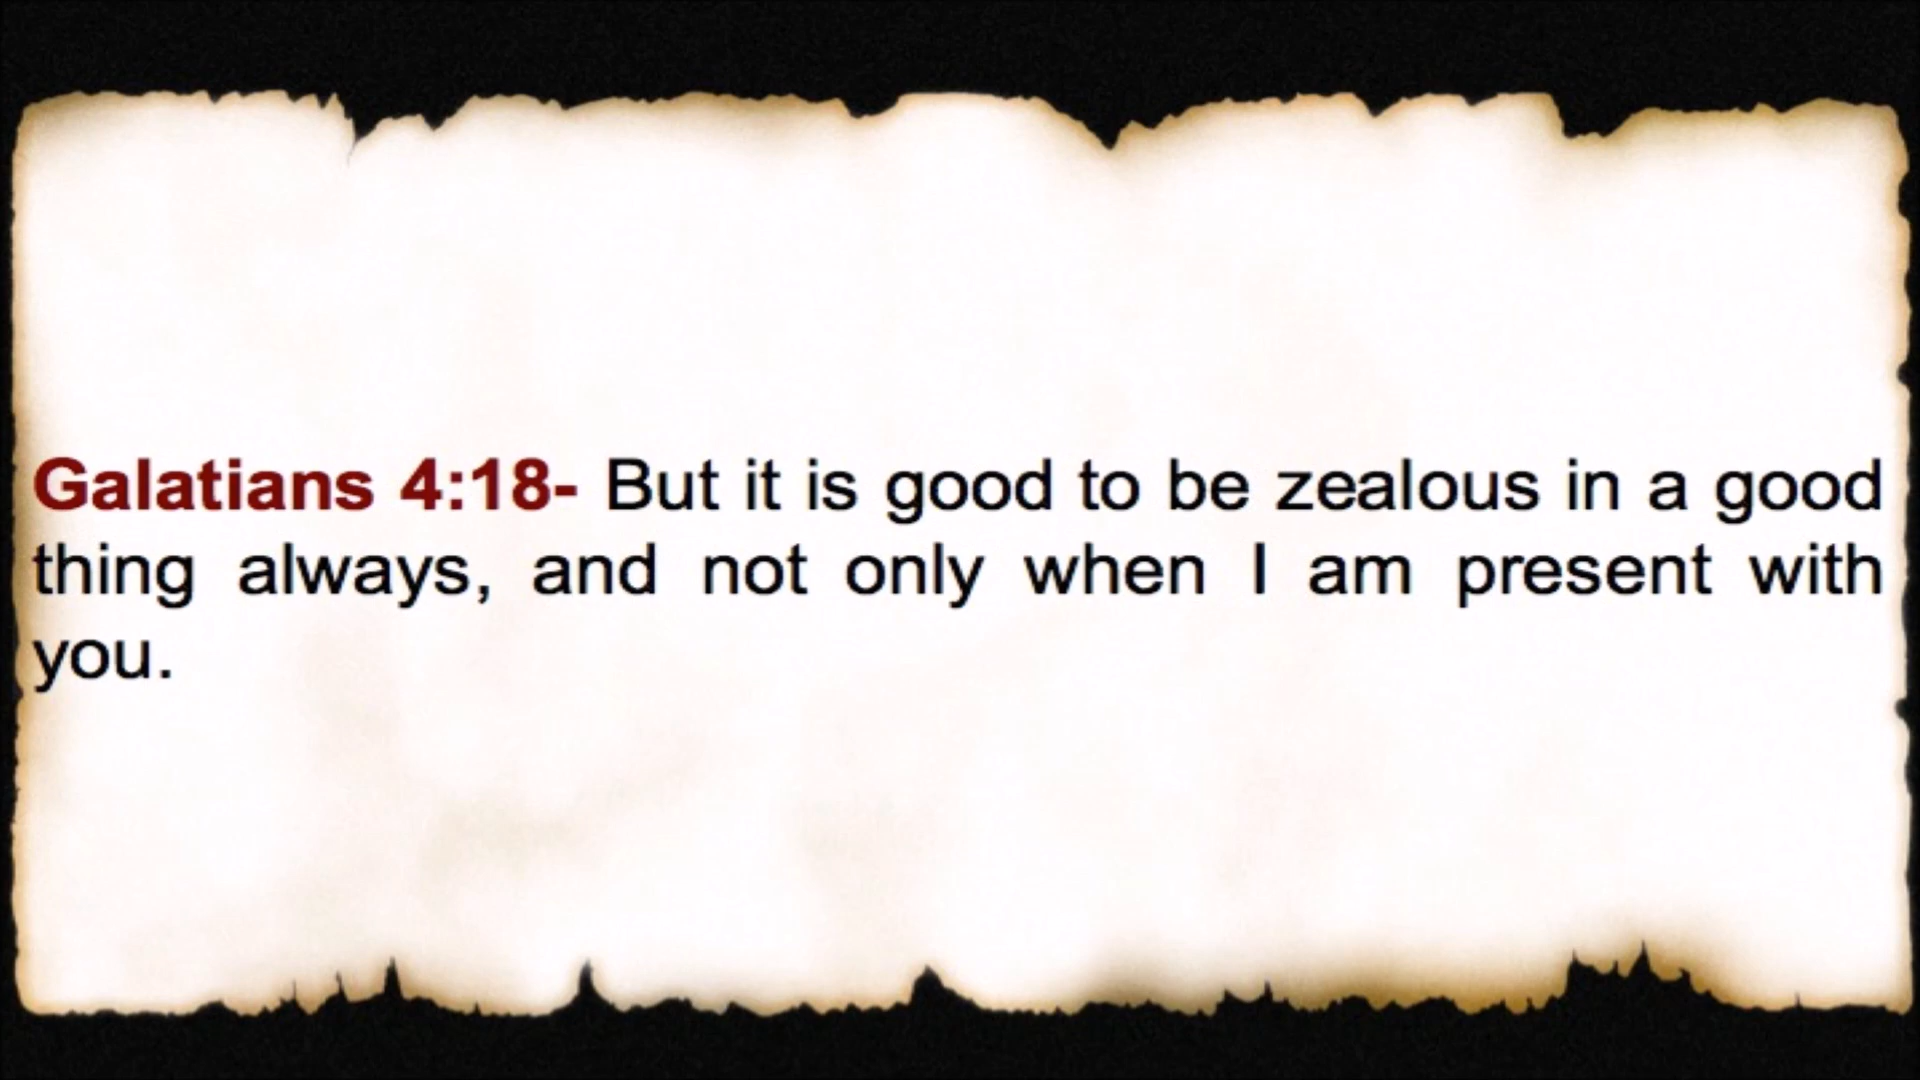 Galatians 4:18- But it is good to be zealous in a good
thing always, and not only when I am present with
you.